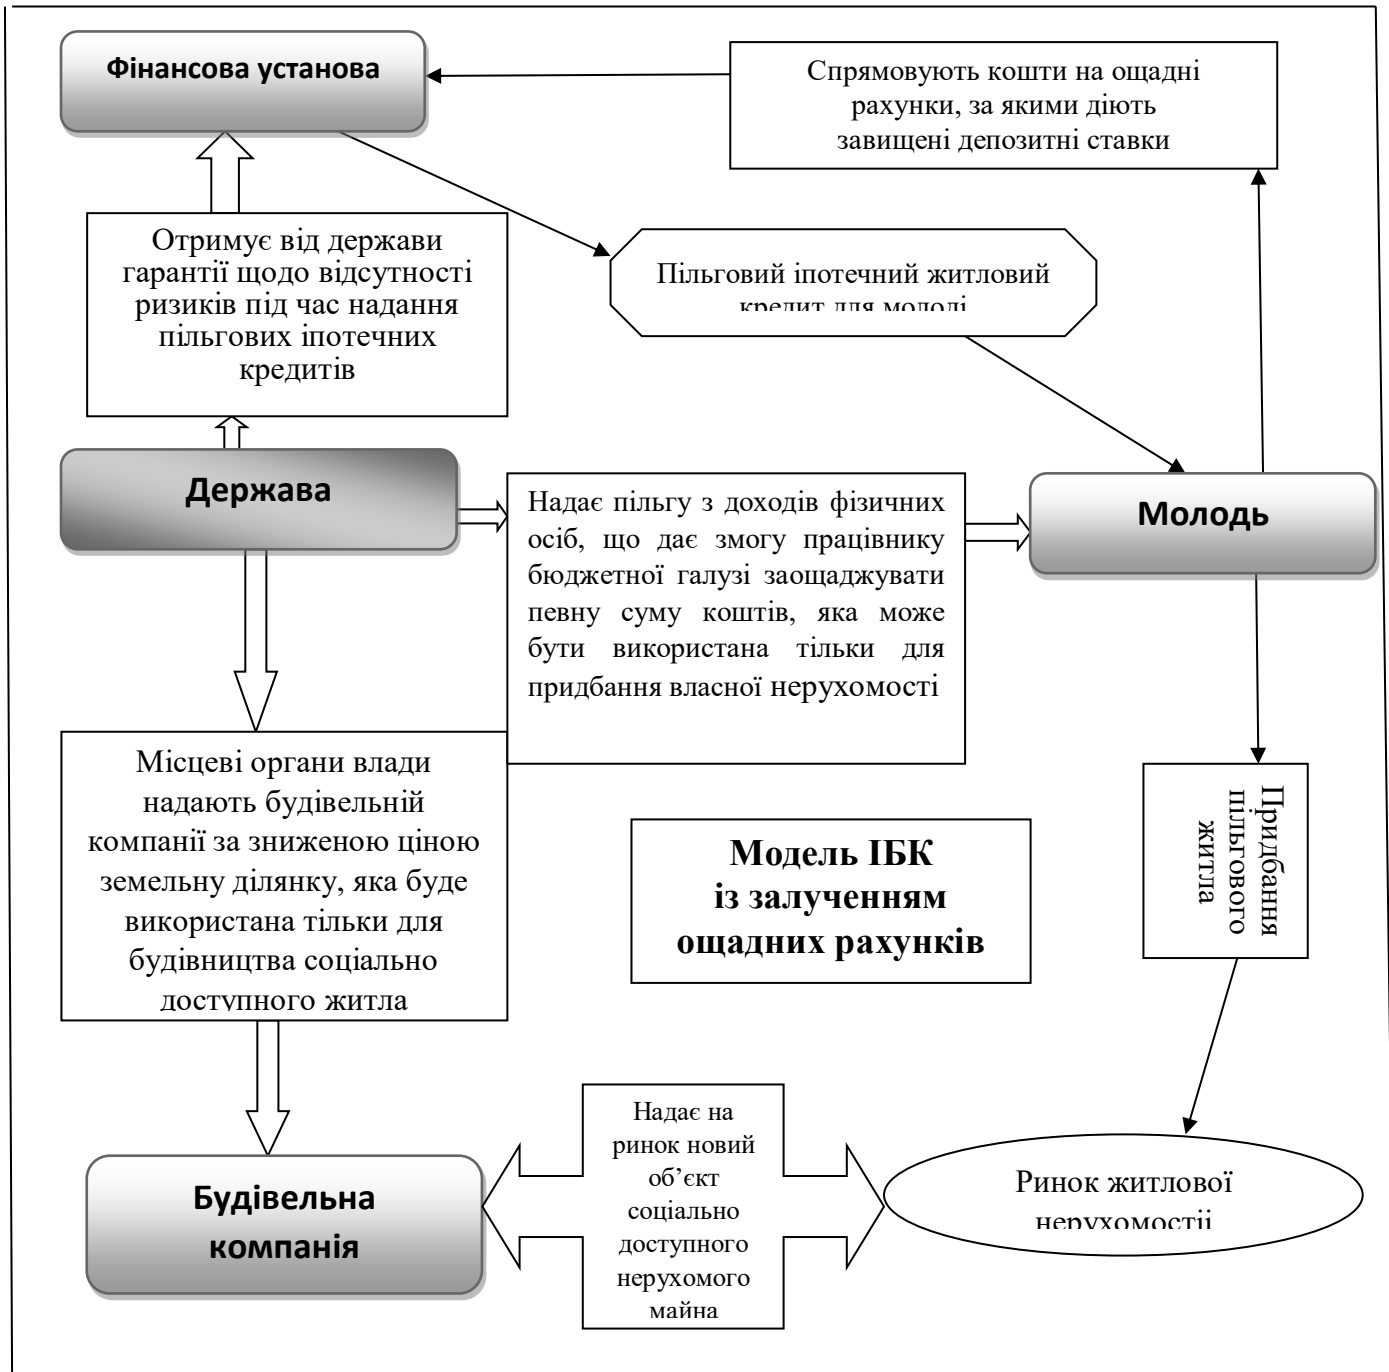 Фінансова установа
Спрямовують кошти на ощадні
рахунки, за якими діють
завищені депозитні ставки
Отримує від держави
гарантії щодо відсутності
ризиків під час надання
пільгових іпотечних
кредитів
Пільговий іпотечний житловий
кредит для молоді
Держава
Надає пільгу з доходів фізичних
осіб, що дає змогу працівнику
бюджетної галузі заощаджувати
певну суму коштів, яка може
бути використана тільки для
придбання власної нерухомості
Молодь
Місцеві органи влади
надають будівельній
компанії за зниженою ціною
земельну ділянку, яка буде
використана тільки для
будівництва соціально
доступного житла
Модель ІБК
із залученням
ощадних рахунків
Придбання
пільгового
житла
Будівельна
компанія
Надає на
ринок новий
об’єкт
соціально
доступного
нерухомого
майна
Ринок житлової
нерухомостії